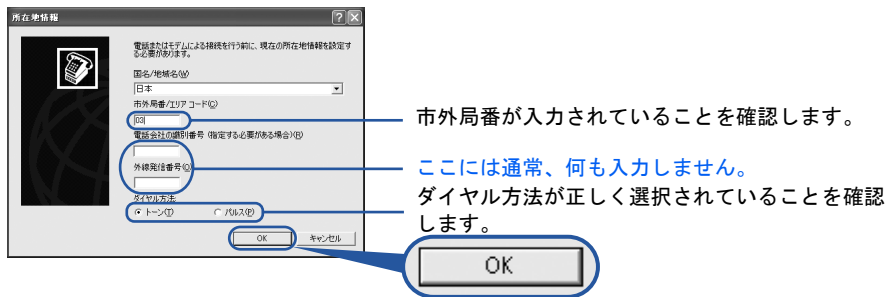 所在地情報
電話またはモデムによる接続を行う前に、現在の所在地情報を設定す
る必要があります。
国名/地域名(W)
日本
市外局番/エリア コード(C)
03
電話会社の識別番号 (指定する必要がある場合)(R)
外線発信番号(O)
ダイヤル方法:
トーン(T)
パルス(P)
OK
キャンセル
市外局番が入力されていることを確認します。
ここには通常、何も入力しません。
ダイヤル方法が正しく選択されていることを確認
します。
OK